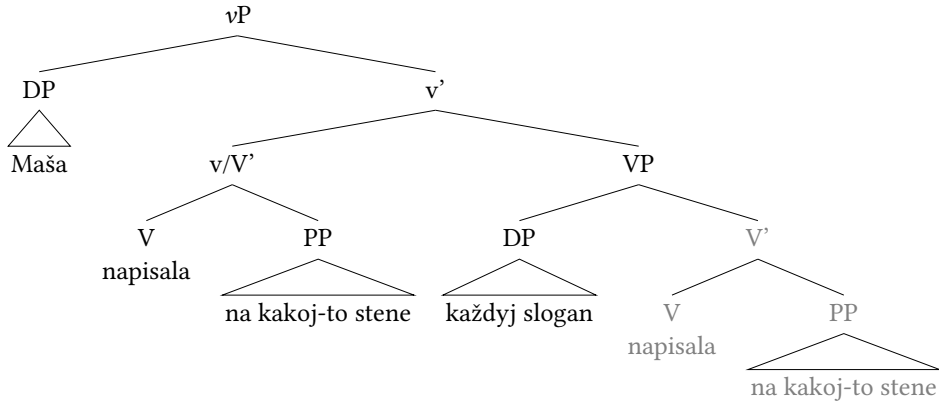 vP
DP v’
Maša v/V’ VP
V PP DP V’
napisala na kakoj-to stene každyj slogan V PP
napisala na kakoj-to stene